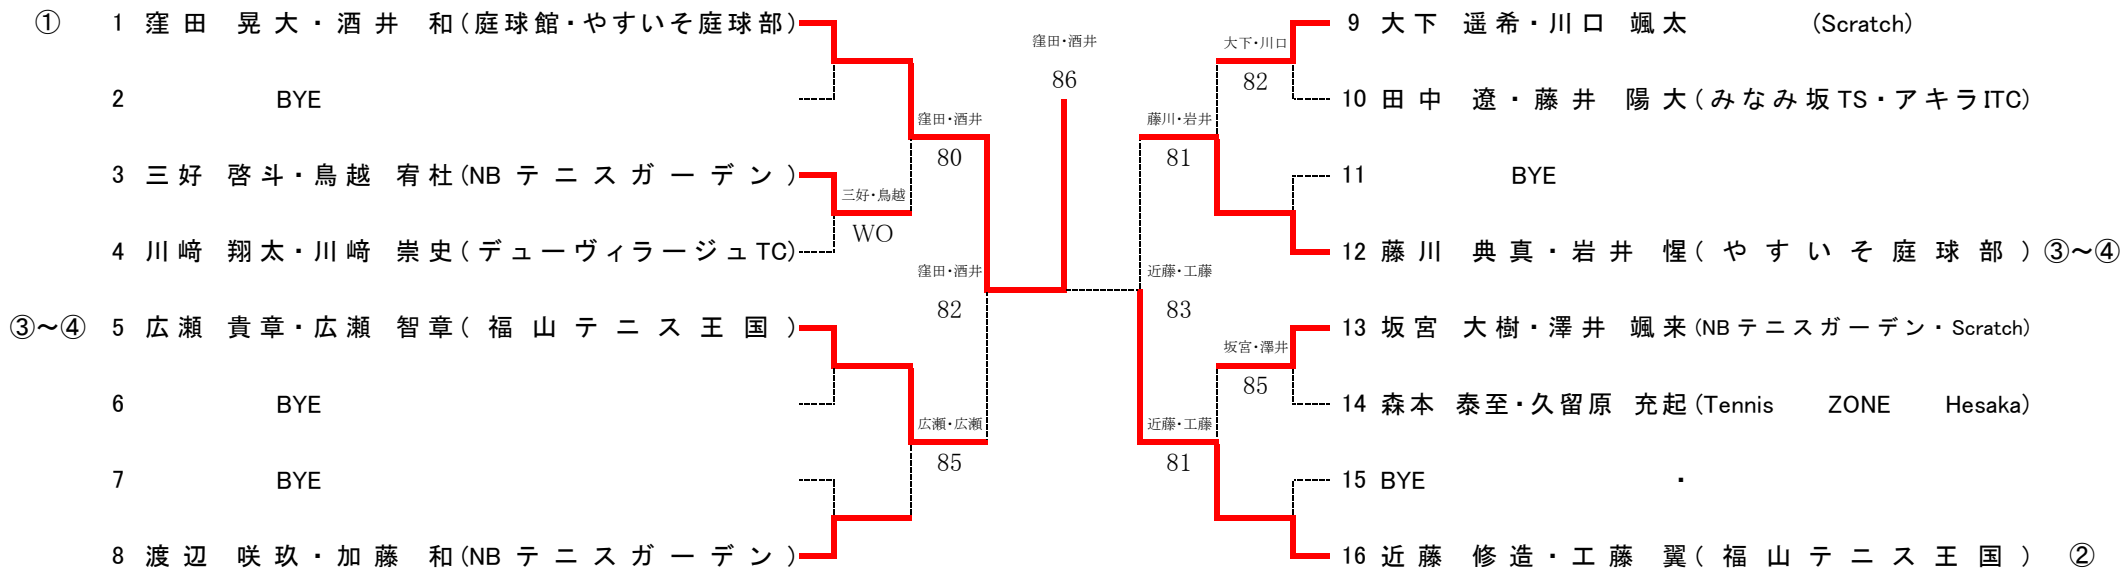 ① 1 窪田 晃大・酒井 和(庭球館・やすいそ庭球部)
2 BYE
3 三好 啓斗・鳥越 宥杜(NBテニスガーデン)
4 川﨑 翔太・川﨑 崇史(デューヴィラージュTC)
③～④ 5 広瀬 貴章・広瀬 智章(福山テニス王国)
6 BYE
7 BYE
8 渡辺 咲玖・加藤 和(NBテニスガーデン)
三好・鳥越
WO
窪田・酒井
80
広瀬・広瀬
85
窪田・酒井
82
窪田・酒井
86
近藤・工藤
83
藤川・岩井
81
近藤・工藤
81
大下・川口
82
坂宮・澤井
85
9 大下 遥希・川口 颯太 (Scratch)
10 田中 遼・藤井 陽大(みなみ坂TS・アキラITC)
11 BYE
12 藤川 典真・岩井 惺(やすいそ庭球部) ③～④
13 坂宮 大樹・澤井 颯来(NBテニスガーデン・Scratch)
14 森本 泰至・久留原 充起(Tennis ZONE Hesaka)
15 BYE ・
16 近藤 修造・工藤 翼(福山テニス王国) ②